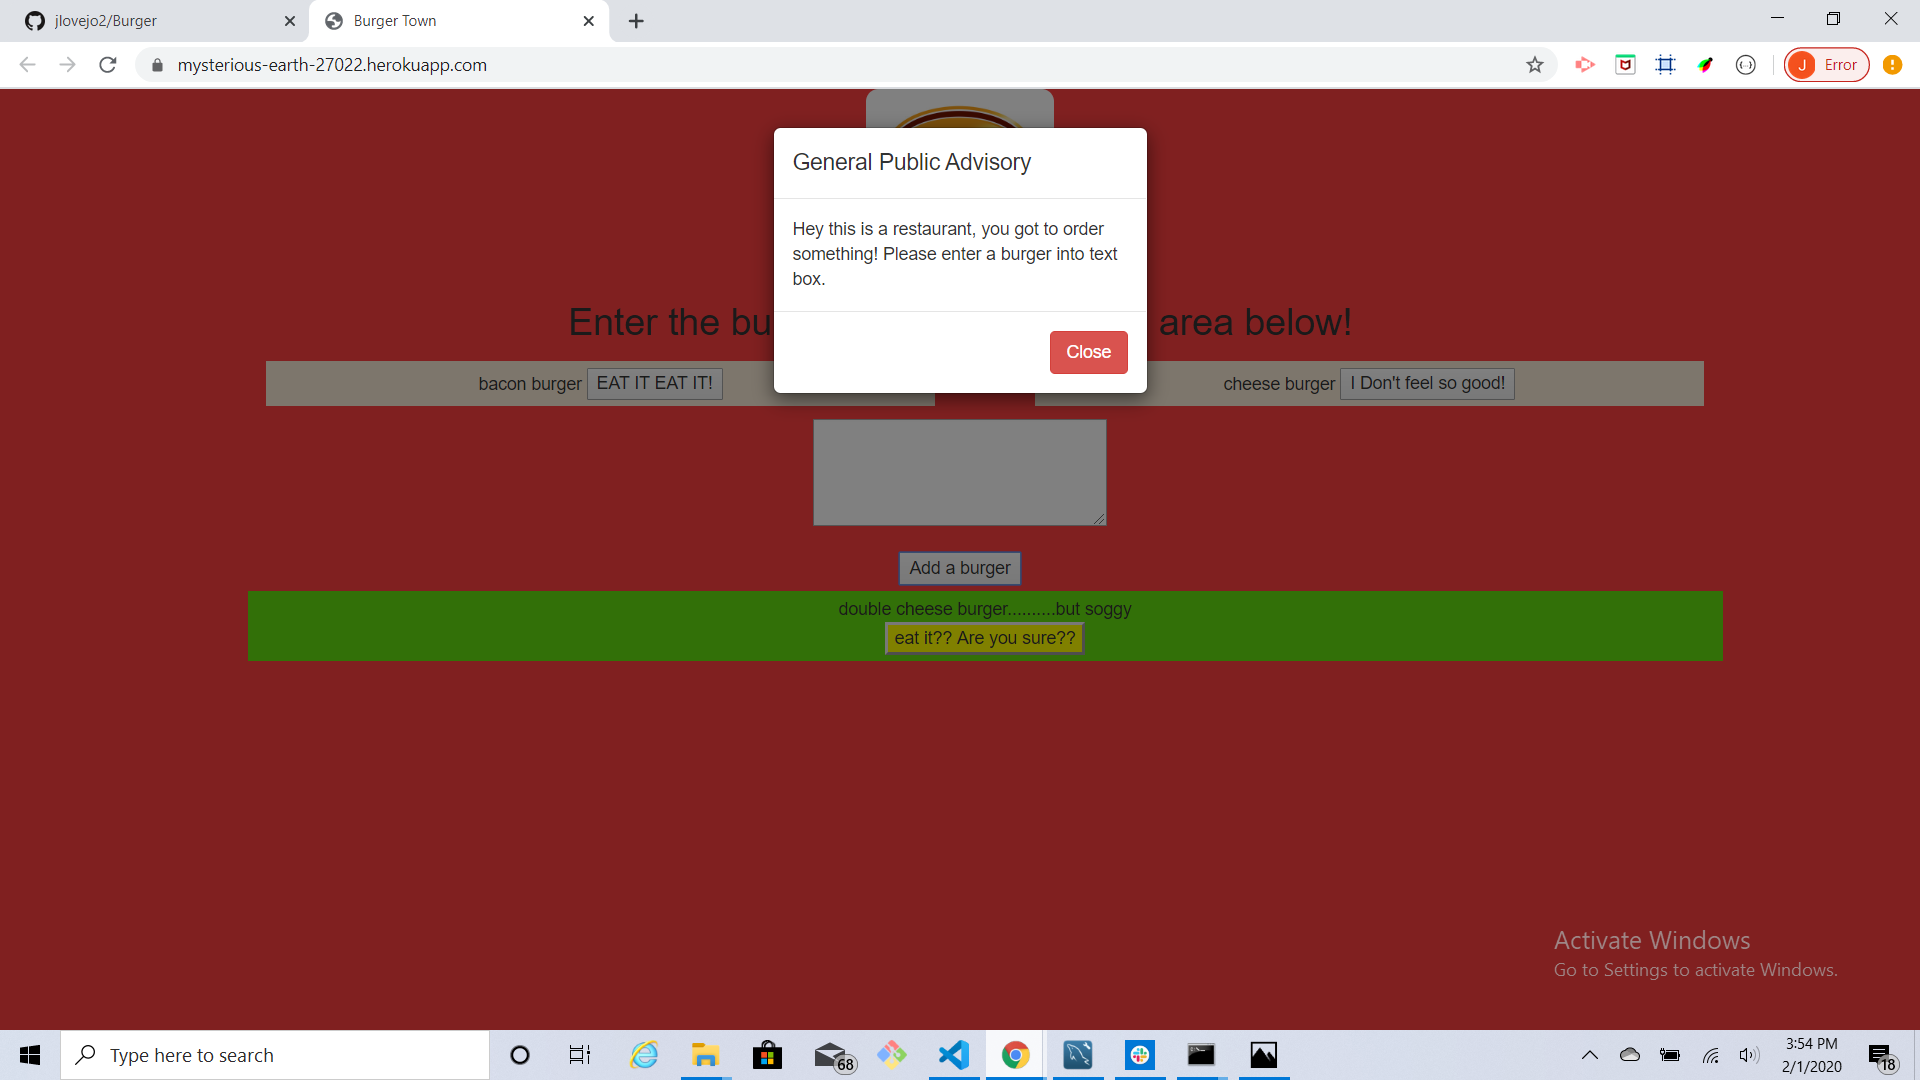 jlovejo2/Burger
Burger Town
mysterious-earth-27022.herokuapp.com
J Error
General Public Advisory
Hey this is a restaurant, you got to order
something! Please enter a burger into text
box.
Close
Enter the bu area below!
bacon burger EAT IT EAT IT!
cheese burger I Don't feel so good!
Add a burger
double cheese burger..........but soggy
eat it?? Are you sure??
Activate Windows
Go to Settings to activate Windows.
Type here to search
68
3:54 PM
2/1/2020
18